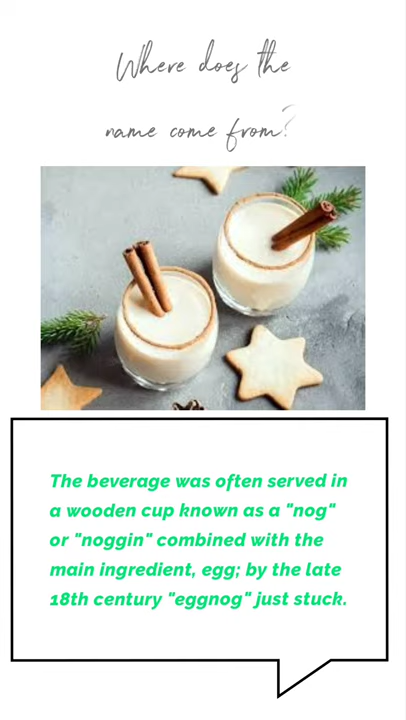 Where does the
name come from?
The beverage was often served in
a wooden cup known as a "nog"
or "noggin" combined with the
main ingredient, egg; by the late
18th century "eggnog" just stuck.